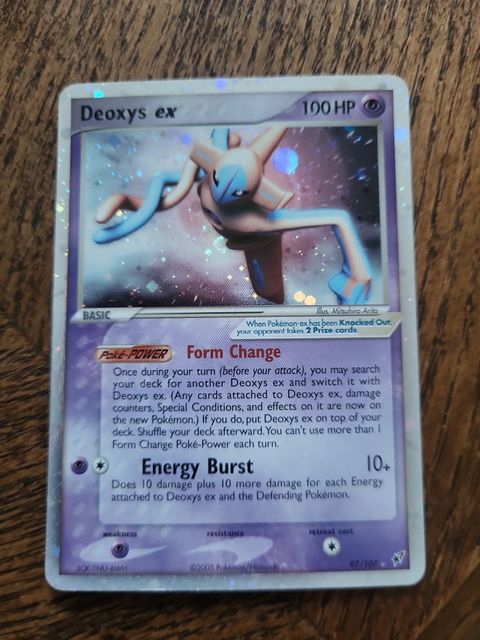 Deoxys ex 100 HP
Illus. Mitsuhiro Arita
BASIC
When Pokémon-ex has been Knocked Out,
your opponent takes 2 Prize cards.
Poké-POWER Form Change
Once during your turn (before your attack), you may search
your deck for another Deoxys ex and switch it with
Deoxys ex. (Any cards attached to Deoxys ex, damage
counters, Special Conditions, and effects on it are now on
the new Pokémon.) If you do, put Deoxys ex on top of your
deck. Shuffle your deck afterward. You can't use more than 1
Form Change Poké-Power each turn.
Energy Burst 10+
Does 10 damage plus 10 more damage for each Energy
attached to Deoxys ex and the Defending Pokémon.
weakness resistance retreat cost
3CK-1NU-6WH ©2005 Pokémon/Nintendo 97/107